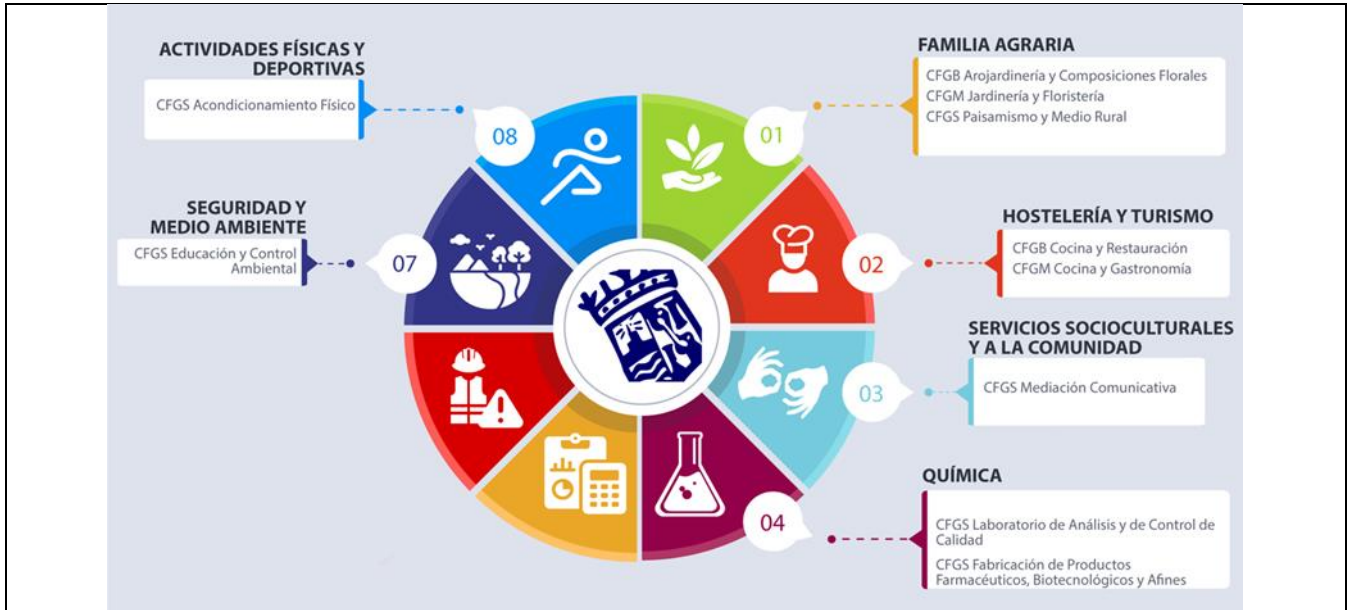 ACTIVIDADES FÍSICAS Y
DEPORTIVAS
CFGS Acondicionamiento Físico
08
FAMILIA AGRARIA
CFGB Arojardinería y Composiciones Florales
CFGM Jardinería y Floristería
CFGS Paisamismo y Medio Rural
01
SEGURIDAD Y
MEDIO AMBIENTE
CFGS Educación y Control
Ambiental
07
HOSTELERÍA Y TURISMO
CFGB Cocina y Restauración
CFGM Cocina y Gastronomía
02
SERVICIOS SOCIOCULTURALES
Y A LA COMUNIDAD
CFGS Mediación Comunicativa
03
QUÍMICA
CFGS Laboratorio de Análisis y de Control de
Calidad
CFGS Fabricación de Productos
Farmacéuticos, Biotecnológicos y Afines
04